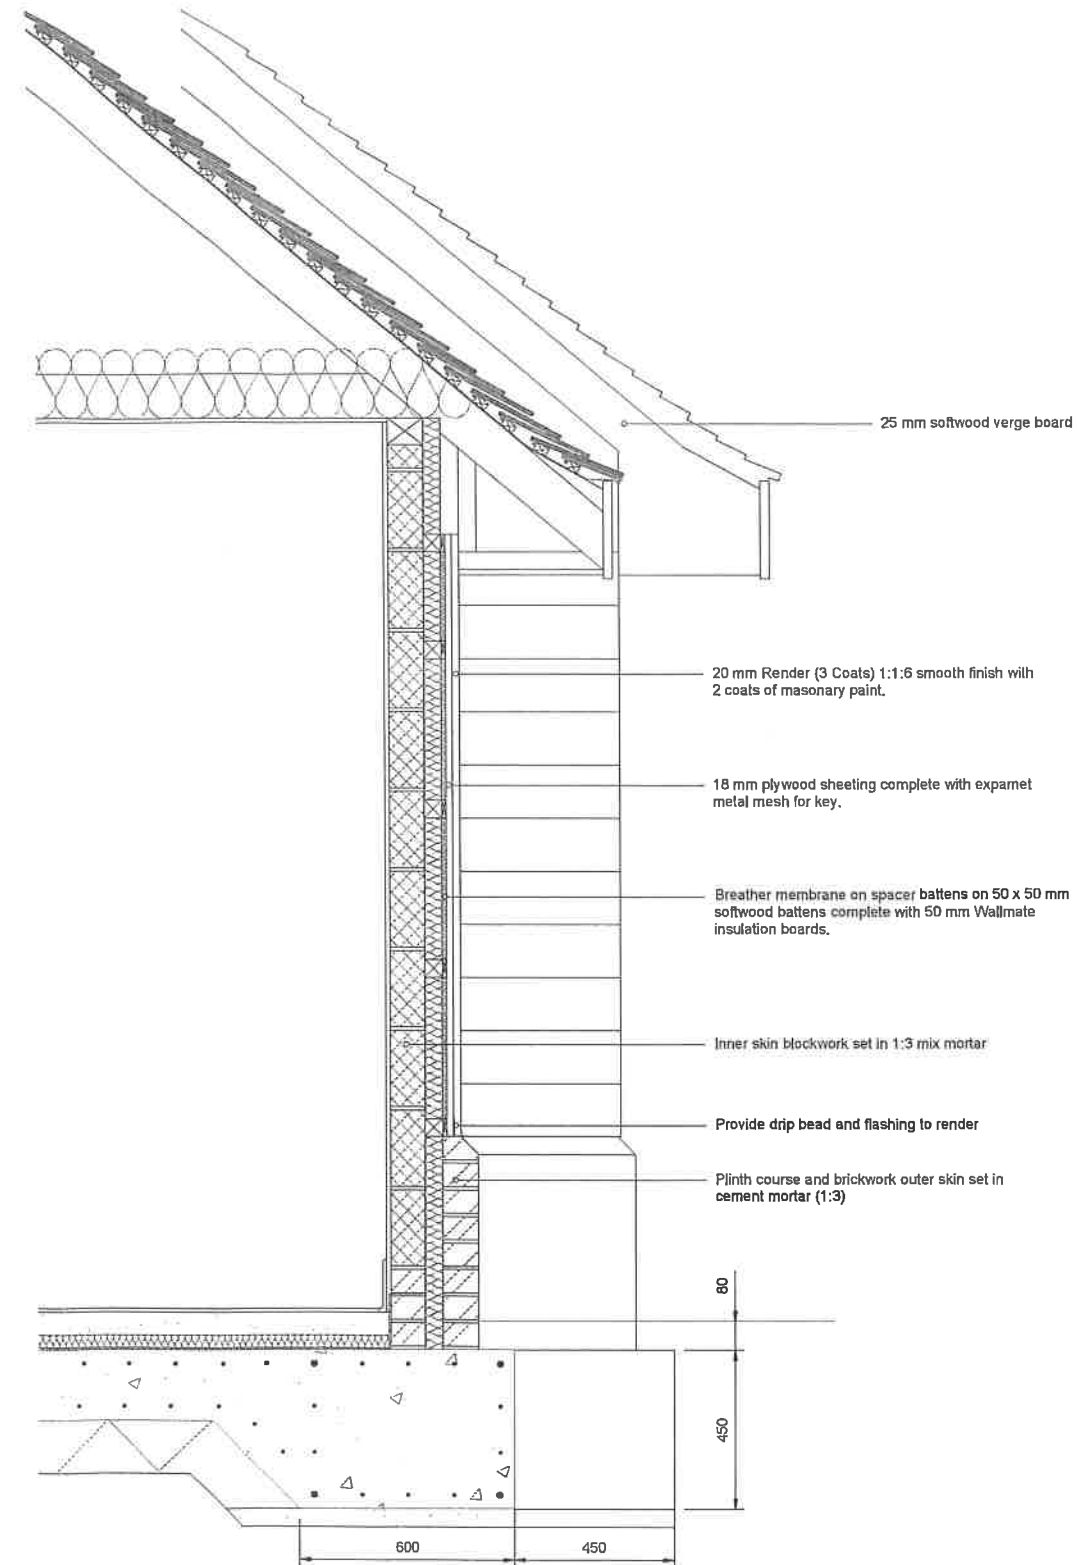 25 mm softwood verge board
20 mm Render (3 Coats) 1:1:6 smooth finish with
2 coats of masonary paint.
18 mm plywood sheeting complete with expamet
metal mesh for key.
Breather membrane on spacer battens on 50 x 50 mm
softwood battens complete with 50 mm Wallmate
insulation boards.
Inner skin blockwork set in 1:3 mix mortar
Provide drip bead and flashing to render
Plinth course and brickwork outer skin set in
cement mortar (1:3)
80
450
600
450